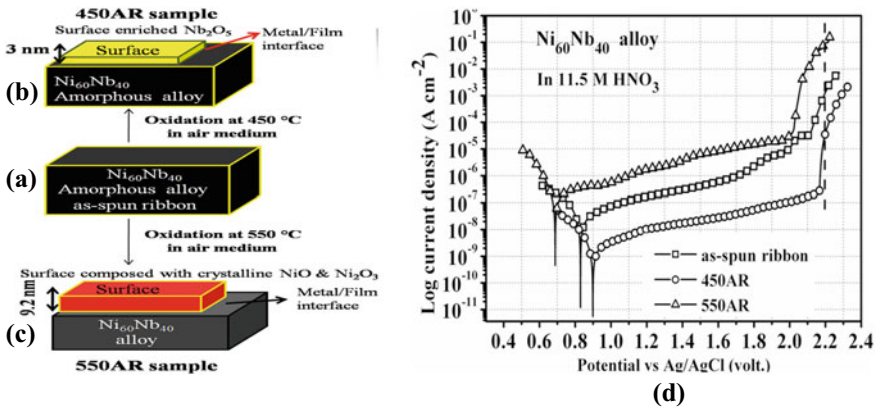 450AR sample
Surface enriched Nb₂O₅
3 nm
Surface
Metal/Film
interface
Ni₆₀Nb₄₀
Amorphous alloy
(b)
Oxidation at 450 °C
in air medium
(a)
Ni₆₀Nb₄₀
Amorphous alloy
as-spun ribbon
Oxidation at 550 °C
in air medium
Surface composed with crystalline NiO & Ni₂O₃
9.2 nm
Surface
Metal/Film
interface
Ni₆₀Nb₄₀
alloy
(c)
550AR sample
Log current density (A cm⁻²)
10⁰
10⁻¹
10⁻²
10⁻³
10⁻⁴
10⁻⁵
10⁻⁶
10⁻⁷
10⁻⁸
10⁻⁹
10⁻¹⁰
10⁻¹¹
Ni₆₀Nb₄₀ alloy
In 11.5 M HNO₃
as-spun ribbon
450AR
550AR
0.4 0.6 0.8 1.0 1.2 1.4 1.6 1.8 2.0 2.2 2.4
Potential vs Ag/AgCl (volt.)
(d)